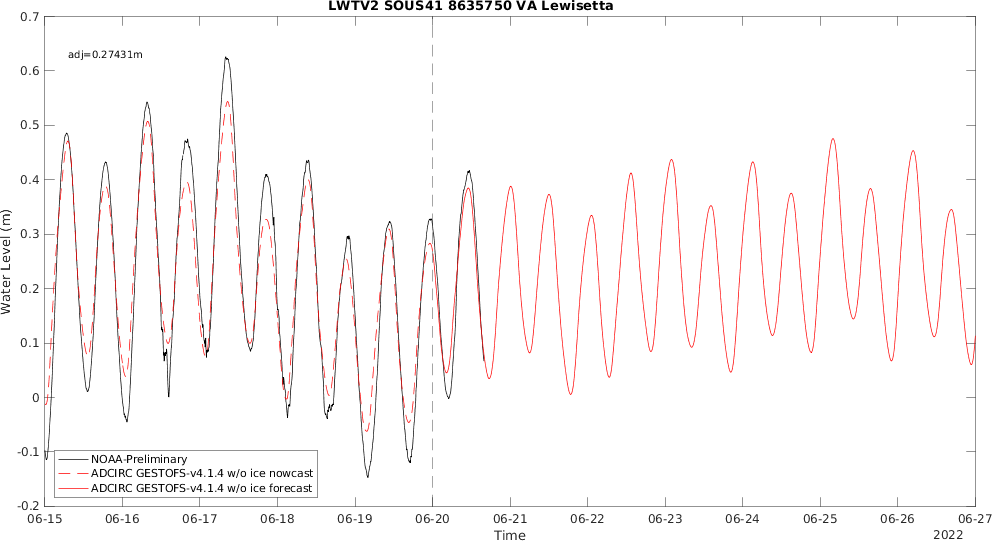 LWTV2 SOUS41 8635750 VA Lewisetta
adj=0.27431m
Water Level (m)
0.7
0.6
0.5
0.4
0.3
0.2
0.1
0
-0.1
-0.2
NOAA-Preliminary
ADCIRC GESTOFS-v4.1.4 w/o ice nowcast
ADCIRC GESTOFS-v4.1.4 w/o ice forecast
06-15 06-16 06-17 06-18 06-19 06-20 06-21 06-22 06-23 06-24 06-25 06-26 06-27
Time
2022